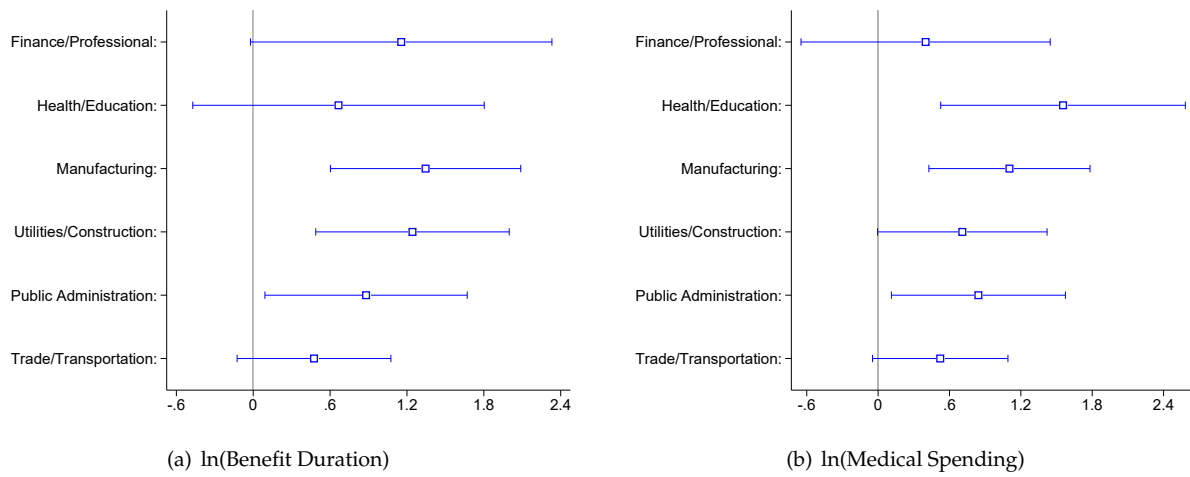 Finance/Professional:
Health/Education:
Manufacturing:
Utilities/Construction:
Public Administration:
Trade/Transportation:
-.6 0 .6 1.2 1.8 2.4
(a) ln(Benefit Duration)
Finance/Professional:
Health/Education:
Manufacturing:
Utilities/Construction:
Public Administration:
Trade/Transportation:
-.6 0 .6 1.2 1.8 2.4
(b) ln(Medical Spending)